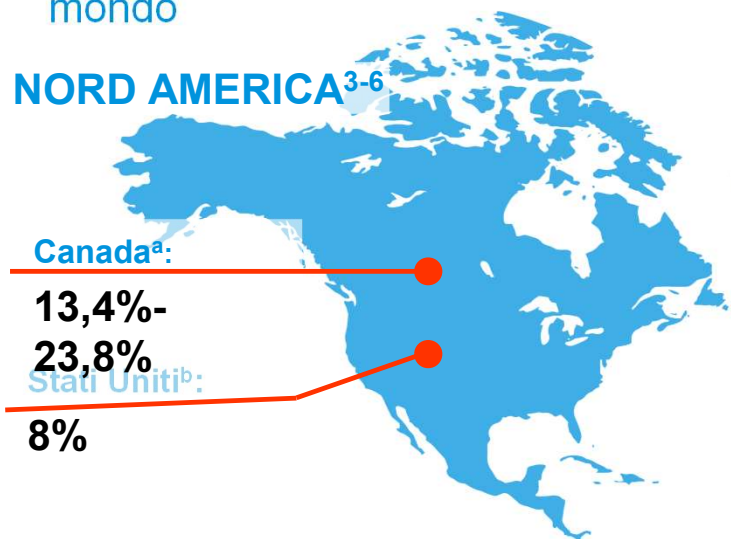 mondo
NORD AMERICA³⁻⁶
Canadaᵃ:
13,4%-
23,8%
Stati Unitiᵇ:
8%